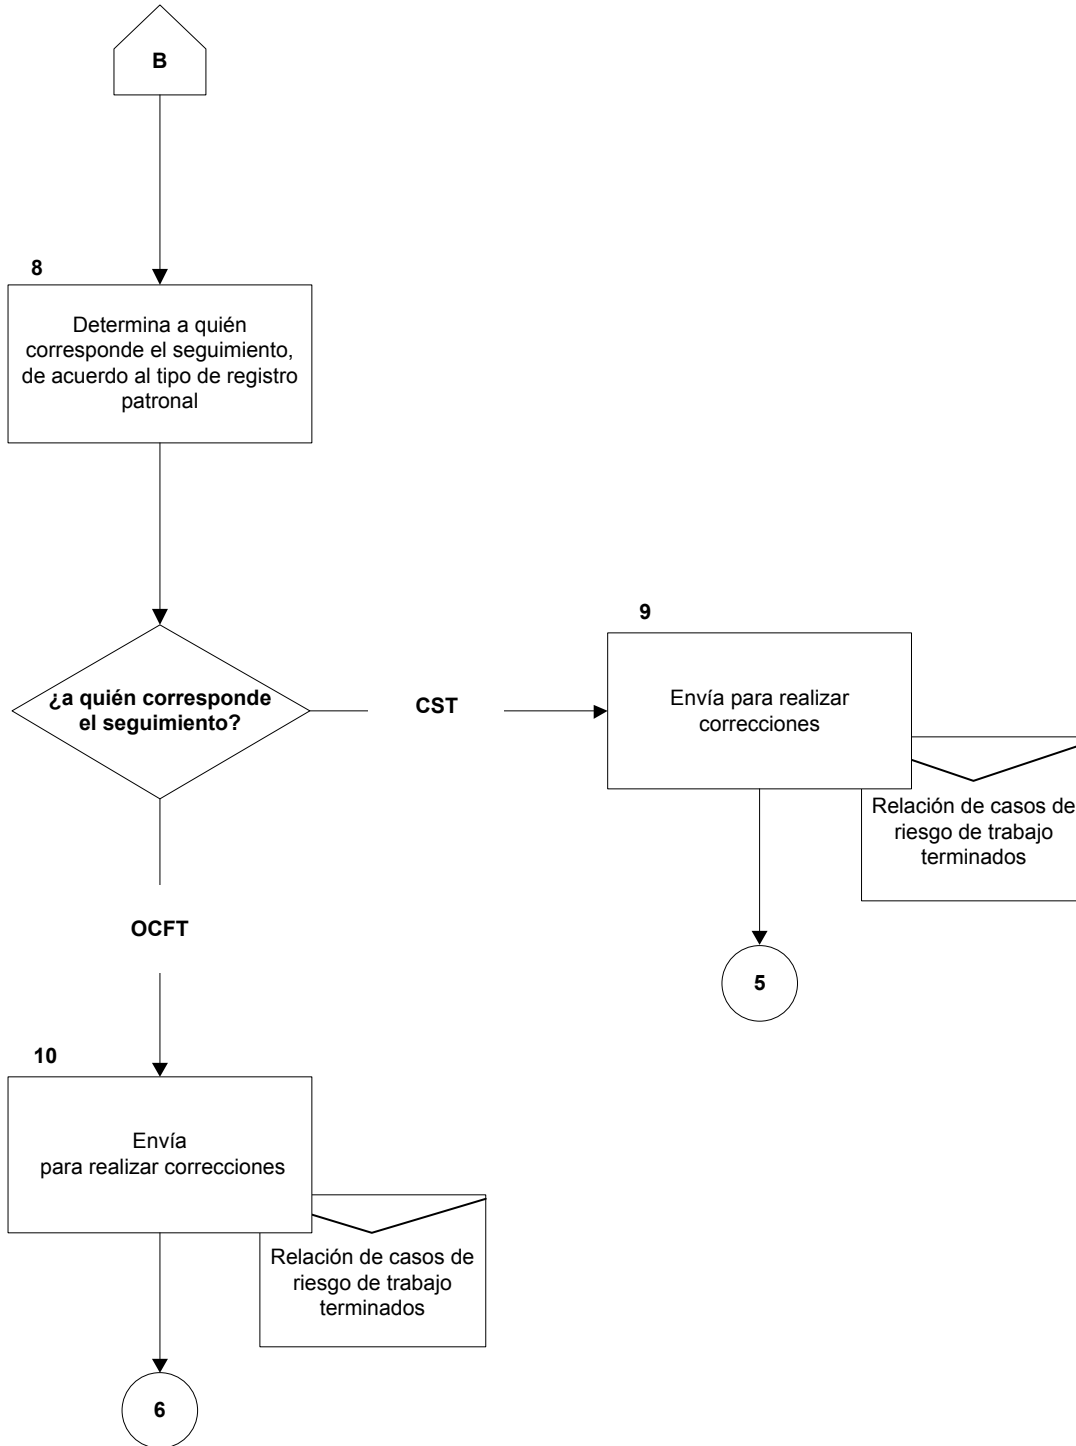 B
8
Determina a quién
corresponde el seguimiento,
de acuerdo al tipo de registro
patronal
¿a quién corresponde
el seguimiento?
CST
9
Envía para realizar
correcciones
Relación de casos de
riesgo de trabajo
terminados
5
OCFT
10
Envía
para realizar correcciones
Relación de casos de
riesgo de trabajo
terminados
6